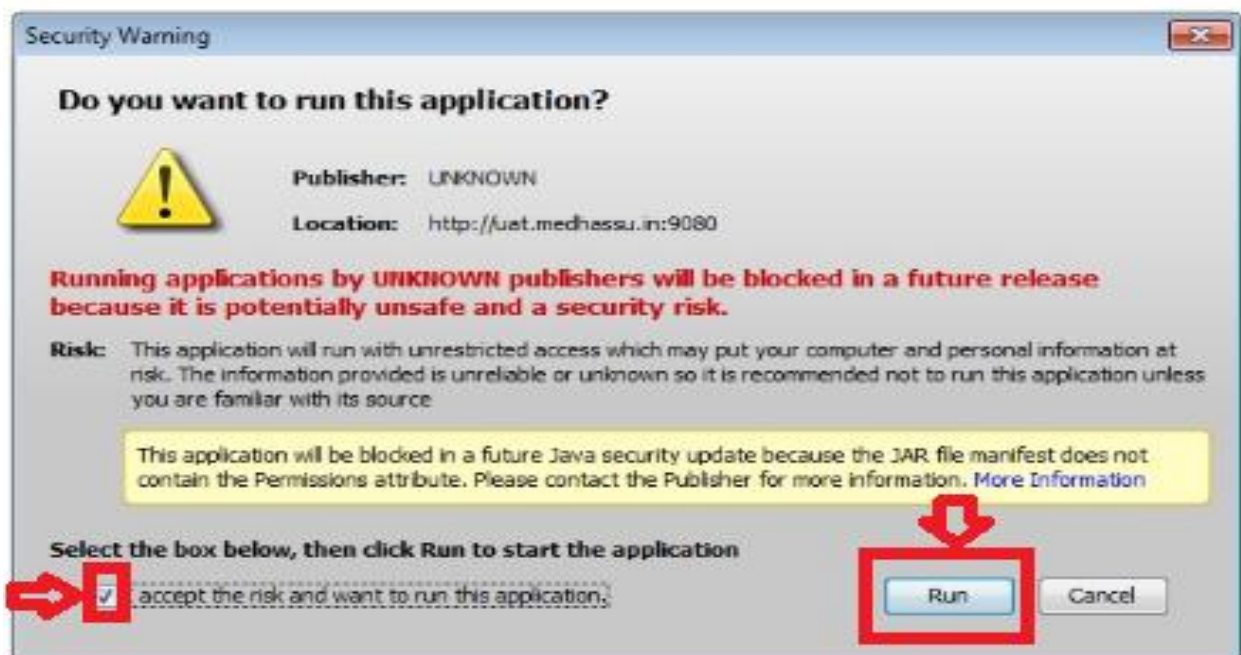 Security Warning
Do you want to run this application?
Publisher: UNKNOWN
Location: http://uat.medhassu.in:9080
Running applications by UNKNOWN publishers will be blocked in a future release
because it is potentially unsafe and a security risk.
Risk: This application will run with unrestricted access which may put your computer and personal information at
risk. The information provided is unreliable or unknown so it is recommended not to run this application unless
you are familiar with its source
This application will be blocked in a future Java security update because the JAR file manifest does not
contain the Permissions attribute. Please contact the Publisher for more information. More Information
Select the box below, then click Run to start the application
I accept the risk and want to run this application.
Run Cancel